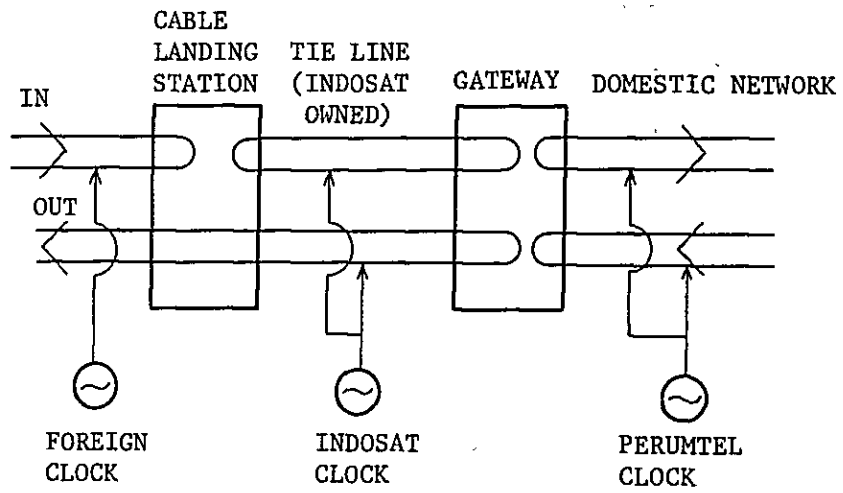 CABLE
LANDING
STATION
TIE LINE
(INDOSAT
OWNED)
GATEWAY
DOMESTIC NETWORK
IN
OUT
FOREIGN
CLOCK
INDOSAT
CLOCK
PERUMTEL
CLOCK